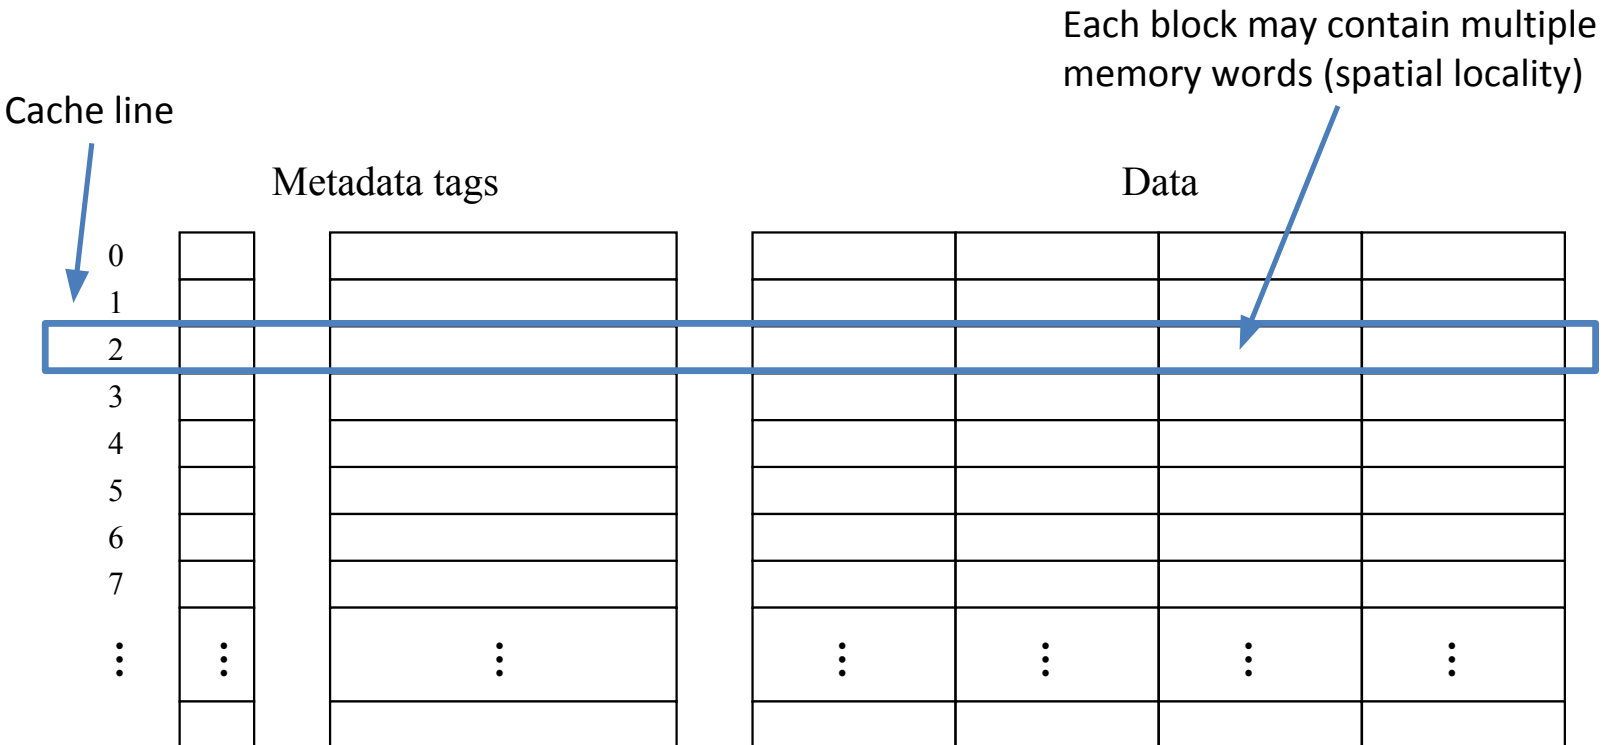 Each block may contain multiple
memory words (spatial locality)
Cache line
Metadata tags
Data
0
1
2
3
4
5
6
7
⋮ ⋮ ⋮ ⋮ ⋮ ⋮ ⋮